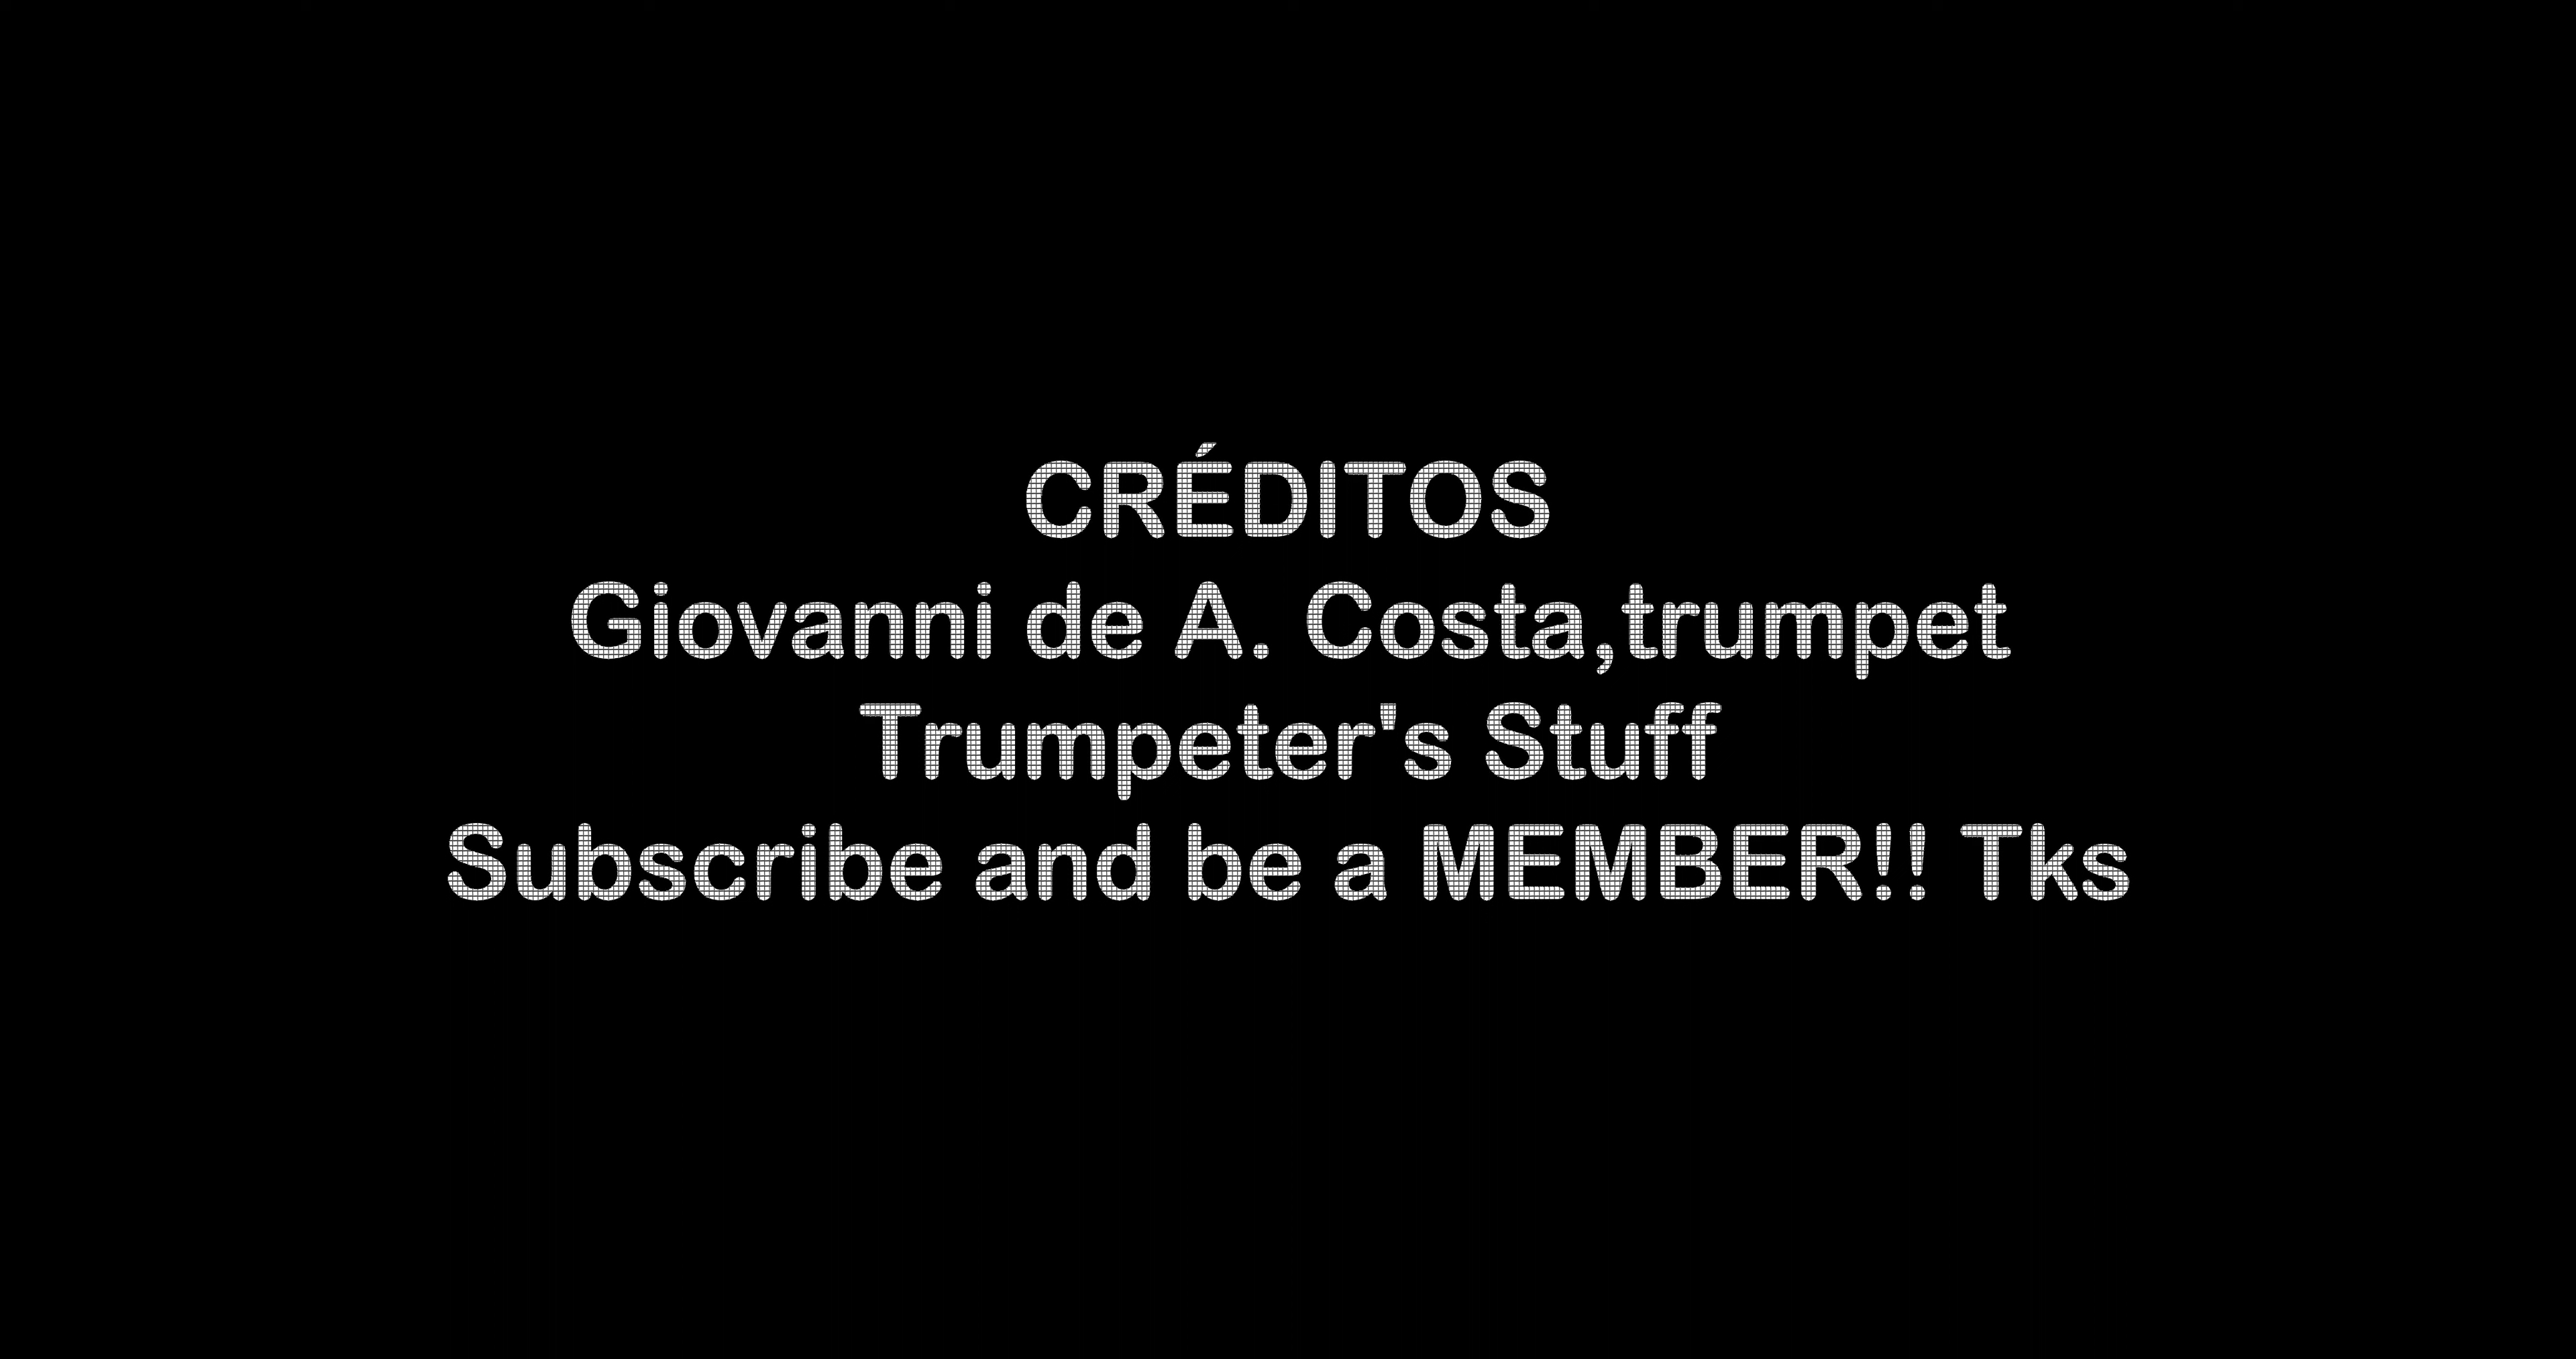 CRÉDITOS
Giovanni de A. Costa,trumpet
Trumpeter's Stuff
Subscribe and be a MEMBER!! Tks